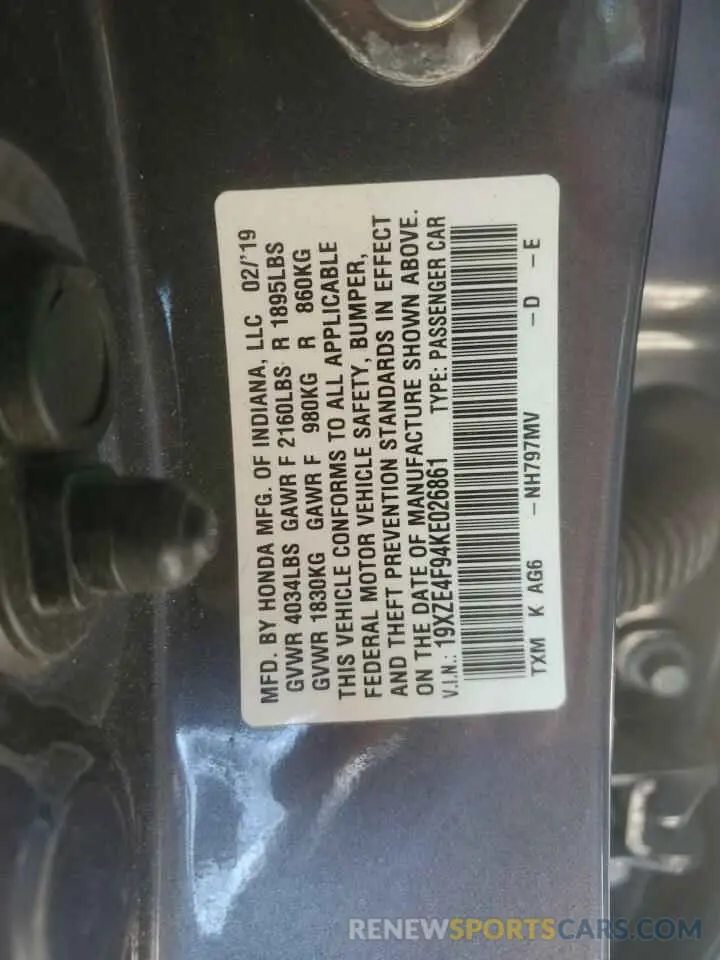 MFD. BY HONDA MFG. OF INDIANA, LLC 02/'19
GVWR 4034LBS GAWR F 2160LBS R 1895LBS
GVWR 1830KG GAWR F 980KG R 860KG
THIS VEHICLE CONFORMS TO ALL APPLICABLE
FEDERAL MOTOR VEHICLE SAFETY, BUMPER,
AND THEFT PREVENTION STANDARDS IN EFFECT
ON THE DATE OF MANUFACTURE SHOWN ABOVE.
V.I.N.: 19XZE4F94KE026861 TYPE: PASSENGER CAR
TXM K AG6 -NH797MV -D -E
RENEWSPORTSCARS.COM